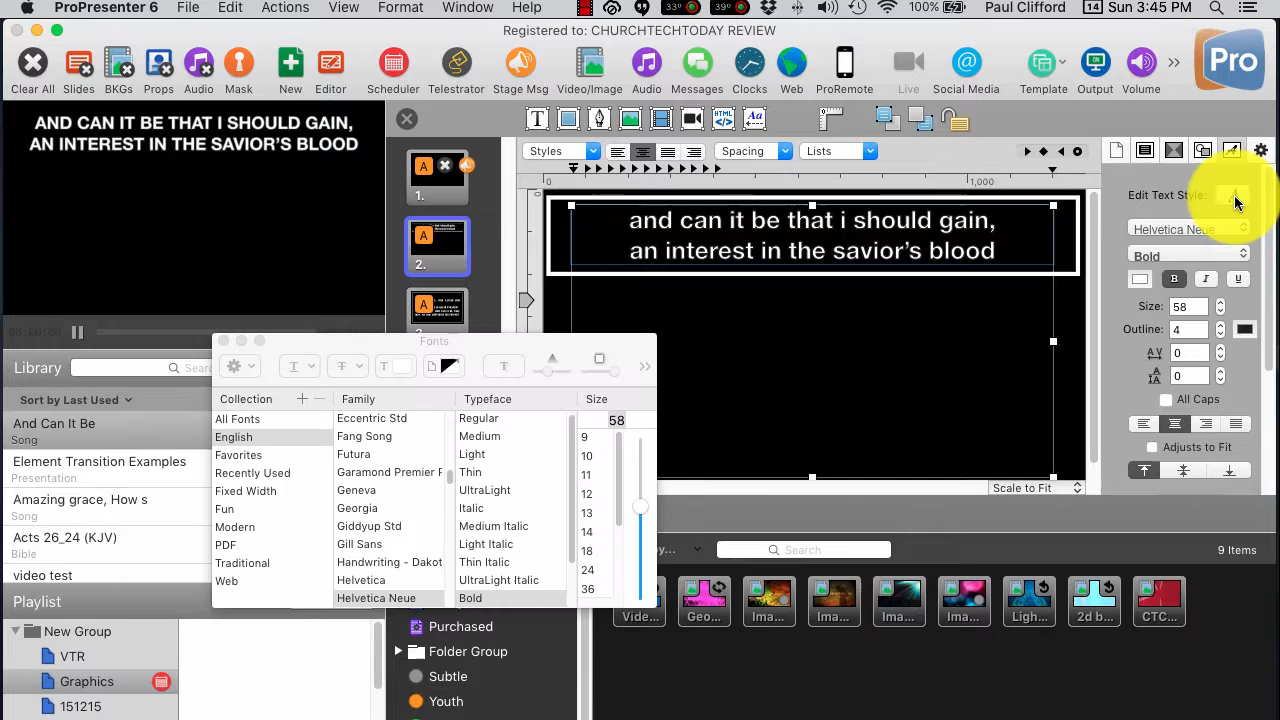 ProPresenter 6 File Edit Actions View Format Window Help 33° 39° 100% Paul Clifford 14 Sun 3:45 PM
Registered to: CHURCHTECHTODAY REVIEW
Clear All Slides BKGs Props Audio Mask New Editor Scheduler Telestrator Stage Msg Video/Image Audio Messages Clocks Web ProRemote Live Social Media Template Output Volume Pro
AND CAN IT BE THAT I SHOULD GAIN,
AN INTEREST IN THE SAVIOR'S BLOOD
T HTML Aa
Styles Spacing Lists
0 1,000
A 1.
A 2.
A
and can it be that i should gain,
an interest in the savior's blood
Edit Text Style:
Helvetica Neue
Bold
B I U
Size: 58
Outline: 4
AV 0
0
All Caps
Adjusts to Fit
Scale to Fit
Library
Sort by Last Used
And Can It Be
Song
Element Transition Examples
Presentation
Amazing grace, How s
Song
Acts 26_24 (KJV)
Bible
video test
Playlist
New Group
VTR
Graphics
151215
Fonts
T T T T
Collection Family Typeface Size
All Fonts
English
Favorites
Recently Used
Fixed Width
Fun
Modern
PDF
Traditional
Web
Eccentric Std
Fang Song
Futura
Garamond Premier F
Geneva
Georgia
Giddyup Std
Gill Sans
Handwriting - Dakot
Helvetica
Helvetica Neue
Regular
Medium
Light
Thin
UltraLight
Italic
Medium Italic
Light Italic
Thin Italic
UltraLight Italic
Bold
58
9
10
11
12
13
14
18
24
36
Search 9 Items
Vide... Geo... Ima... Ima... Ima... Ima... Ligh... 2d b... CTC...
Purchased
Folder Group
Subtle
Youth